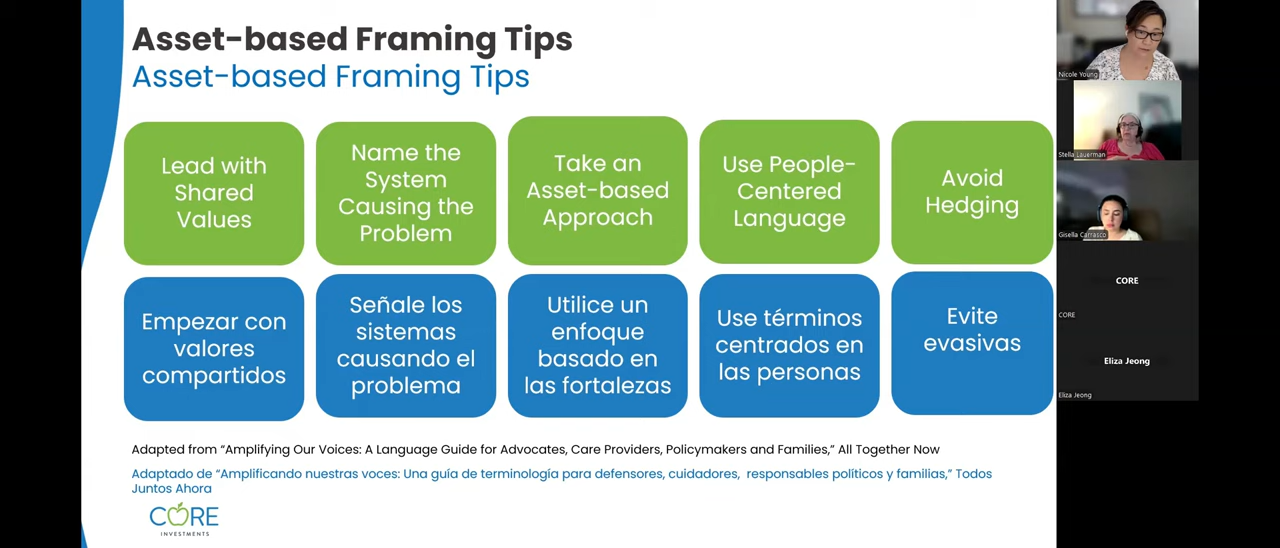 Asset-based Framing Tips
Asset-based Framing Tips
Lead with
Shared
Values
Name the
System
Causing the
Problem
Take an
Asset-based
Approach
Use People-
Centered
Language
Avoid
Hedging
Empezar con
valores
compartidos
Señale los
sistemas
causando el
problema
Utilice un
enfoque
basado en
las fortalezas
Use términos
centrados en
las personas
Evite
evasivas
Adapted from “Amplifying Our Voices: A Language Guide for Advocates, Care Providers, Policymakers and Families,” All Together Now
Adaptado de “Amplificando nuestras voces: Una guía de terminología para defensores, cuidadores, responsables políticos y familias,” Todos
Juntos Ahora
CORE
INVESTMENTS
Nicole Young
Stella Lauerman
Gisella Carrasco
CORE
CORE
Eliza Jeong
Eliza Jeong